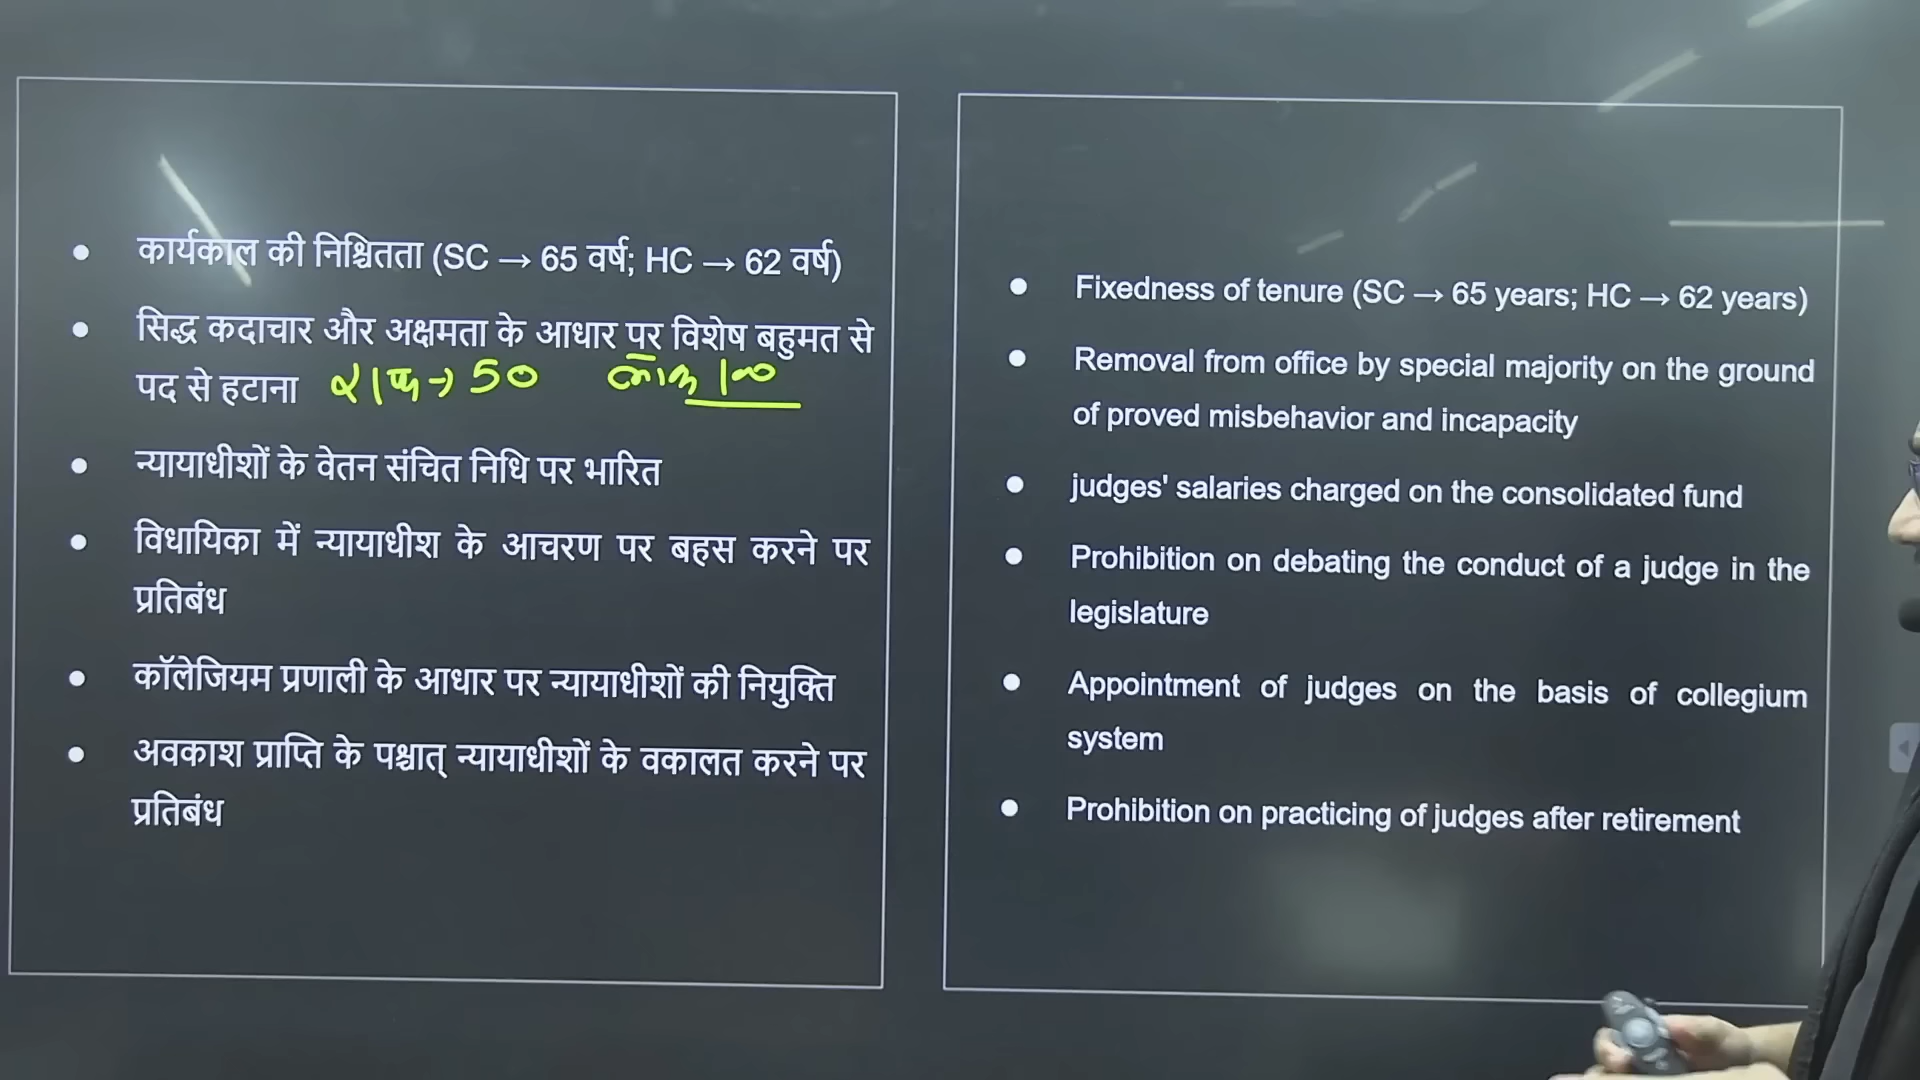 • कार्यकाल की निश्चितता (SC → 65 वर्ष; HC → 62 वर्ष)
• सिद्ध कदाचार और अक्षमता के आधार पर विशेष बहुमत से
पद से हटाना 50 100
• न्यायाधीशों के वेतन संचित निधि पर भारित
• विधायिका में न्यायाधीश के आचरण पर बहस करने पर
प्रतिबंध
• कॉलेजियम प्रणाली के आधार पर न्यायाधीशों की नियुक्ति
• अवकाश प्राप्ति के पश्चात् न्यायाधीशों के वकालत करने पर
प्रतिबंध
• Fixedness of tenure (SC → 65 years; HC → 62 years)
• Removal from office by special majority on the ground
of proved misbehavior and incapacity
• judges' salaries charged on the consolidated fund
• Prohibition on debating the conduct of a judge in the
legislature
• Appointment of judges on the basis of collegium
system
• Prohibition on practicing of judges after retirement